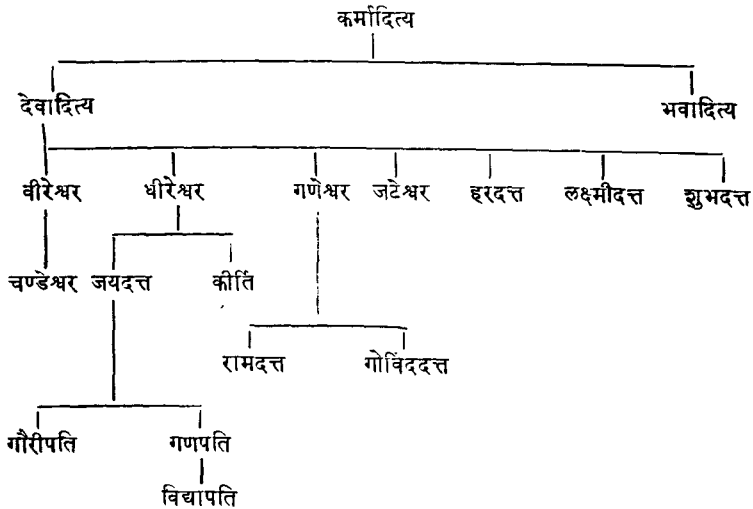 कर्मादित्य
देवादित्य भवादित्य
वीरेश्वर धीरेश्वर गणेश्वर जटेश्वर हरदत्त लक्ष्मीदत्त शुभदत्त
चण्डेश्वर जयदत्त कीर्ति
रामदत्त गोविंददत्त
गौरीपति गणपति
विद्यापति